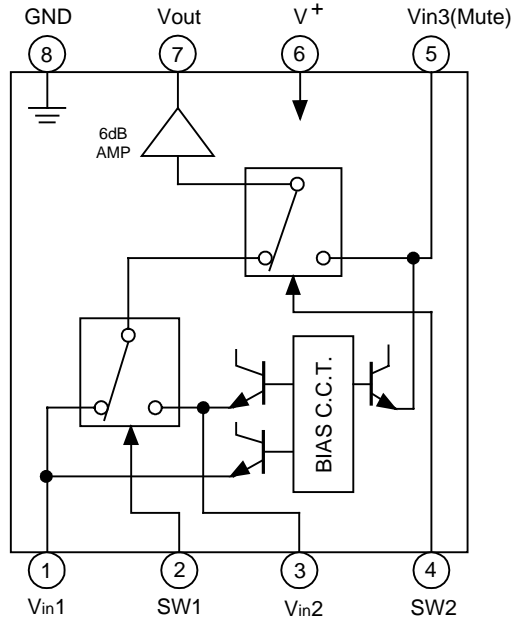 GND Vout V+ Vin3(Mute)
8 7 6 5
6dB
AMP
BIAS C.C.T.
1 2 3 4
Vin1 SW1 Vin2 SW2